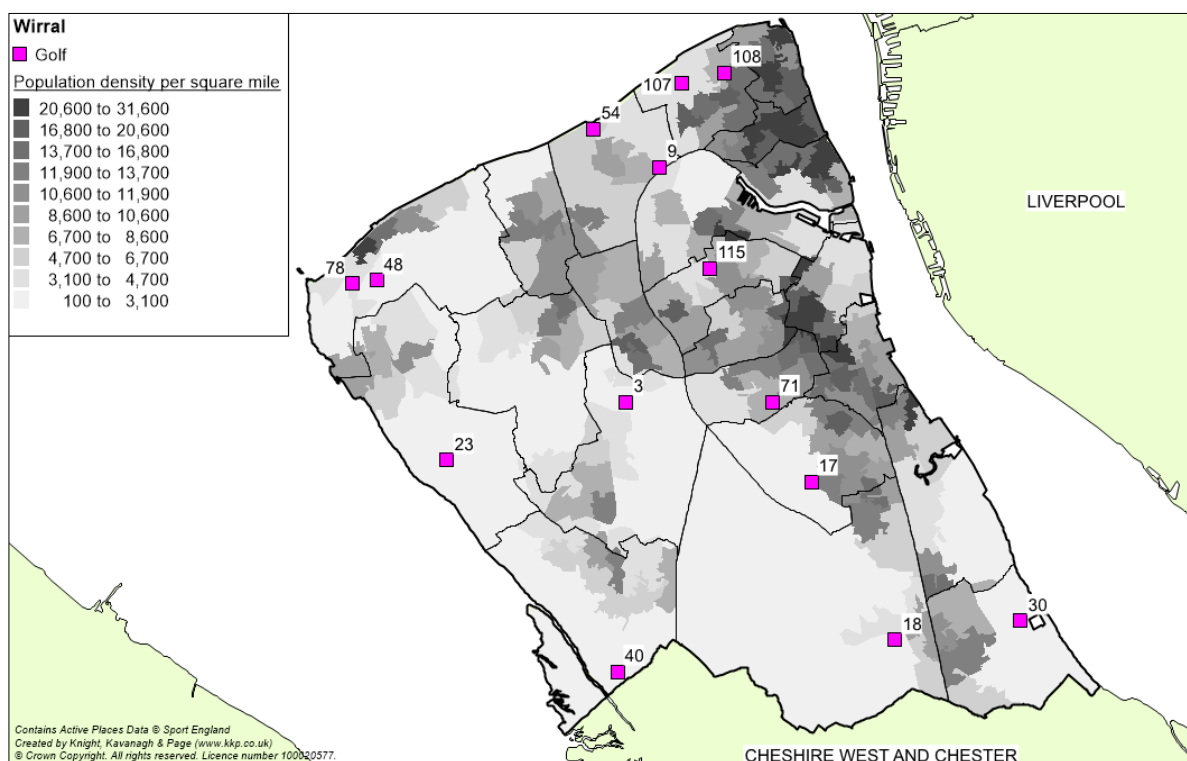 Wirral
Golf
Population density per square mile
20,600 to 31,600
16,800 to 20,600
13,700 to 16,800
11,900 to 13,700
10,600 to 11,900
8,600 to 10,600
6,700 to 8,600
4,700 to 6,700
3,100 to 4,700
100 to 3,100
108
107
54
9
LIVERPOOL
115
78
48
3
71
23
17
30
18
40
Contains Active Places Data © Sport England
Created by Knight, Kavanagh & Page (www.kkp.co.uk)
© Crown Copyright. All rights reserved. Licence number 100020577.
CHESHIRE WEST AND CHESTER